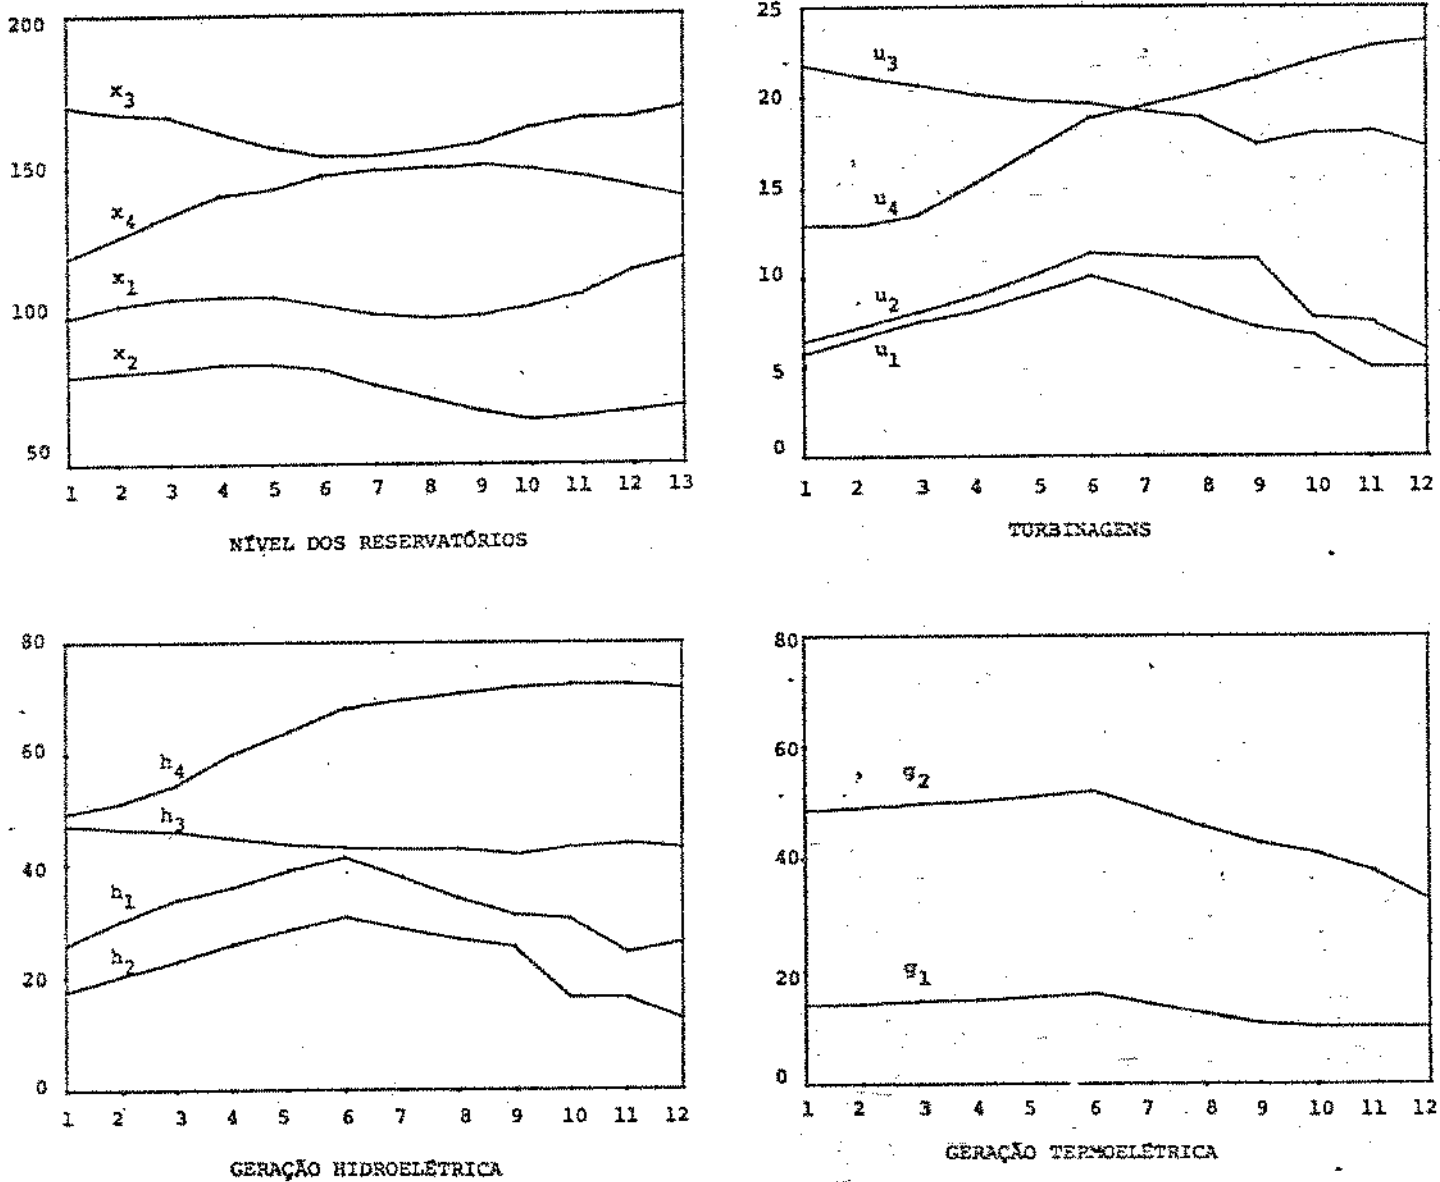 200
x3
150
x4
x1
100
x2
50
1 2 3 4 5 6 7 8 9 10 11 12 13
NÍVEL DOS RESERVATÓRIOS
25
u3
20
15
u4
10
u2
u1
5
0
1 2 3 4 5 6 7 8 9 10 11 12
TURBINAGENS
80
60
h4
h3
40
h1
h2
20
0
1 2 3 4 5 6 7 8 9 10 11 12
GERAÇÃO HIDROELÉTRICA
80
60
g2
40
20
g1
0
1 2 3 4 5 6 7 8 9 10 11 12
GERAÇÃO TERMOELÉTRICA